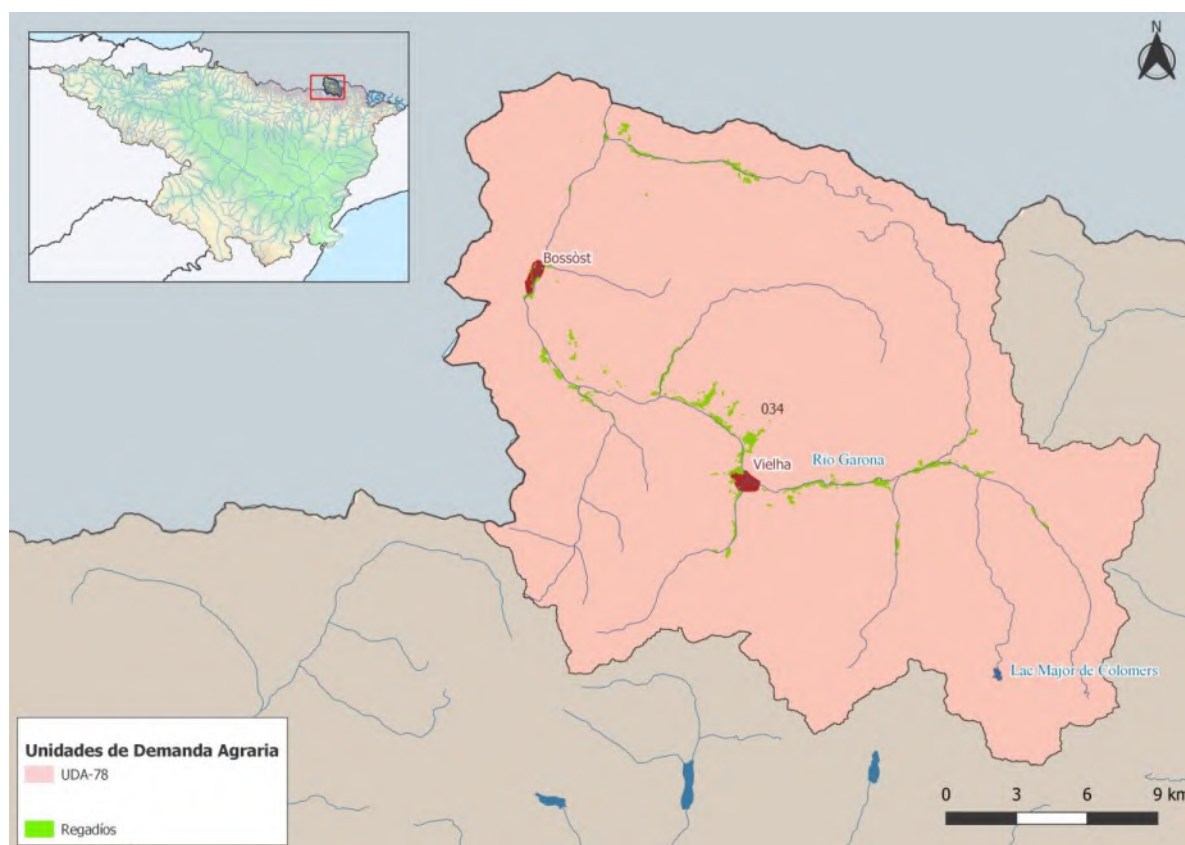 N
Bossòst
034
Vielha
Rio Garona
Lac Major de Colomers
Unidades de Demanda Agraria
UDA-78
Regadíos
0 3 6 9 km